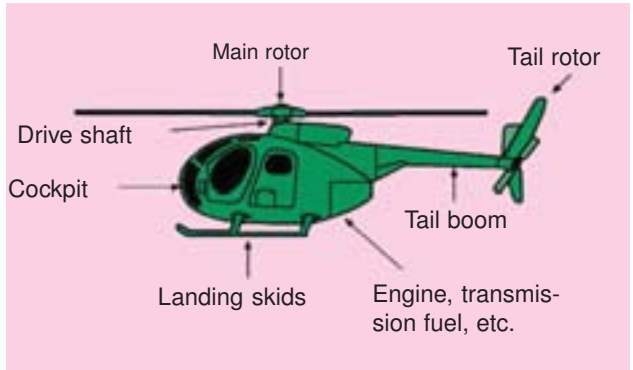 Main rotor
Tail rotor
Drive shaft
Cockpit
Tail boom
Landing skids
Engine, transmis-
sion fuel, etc.